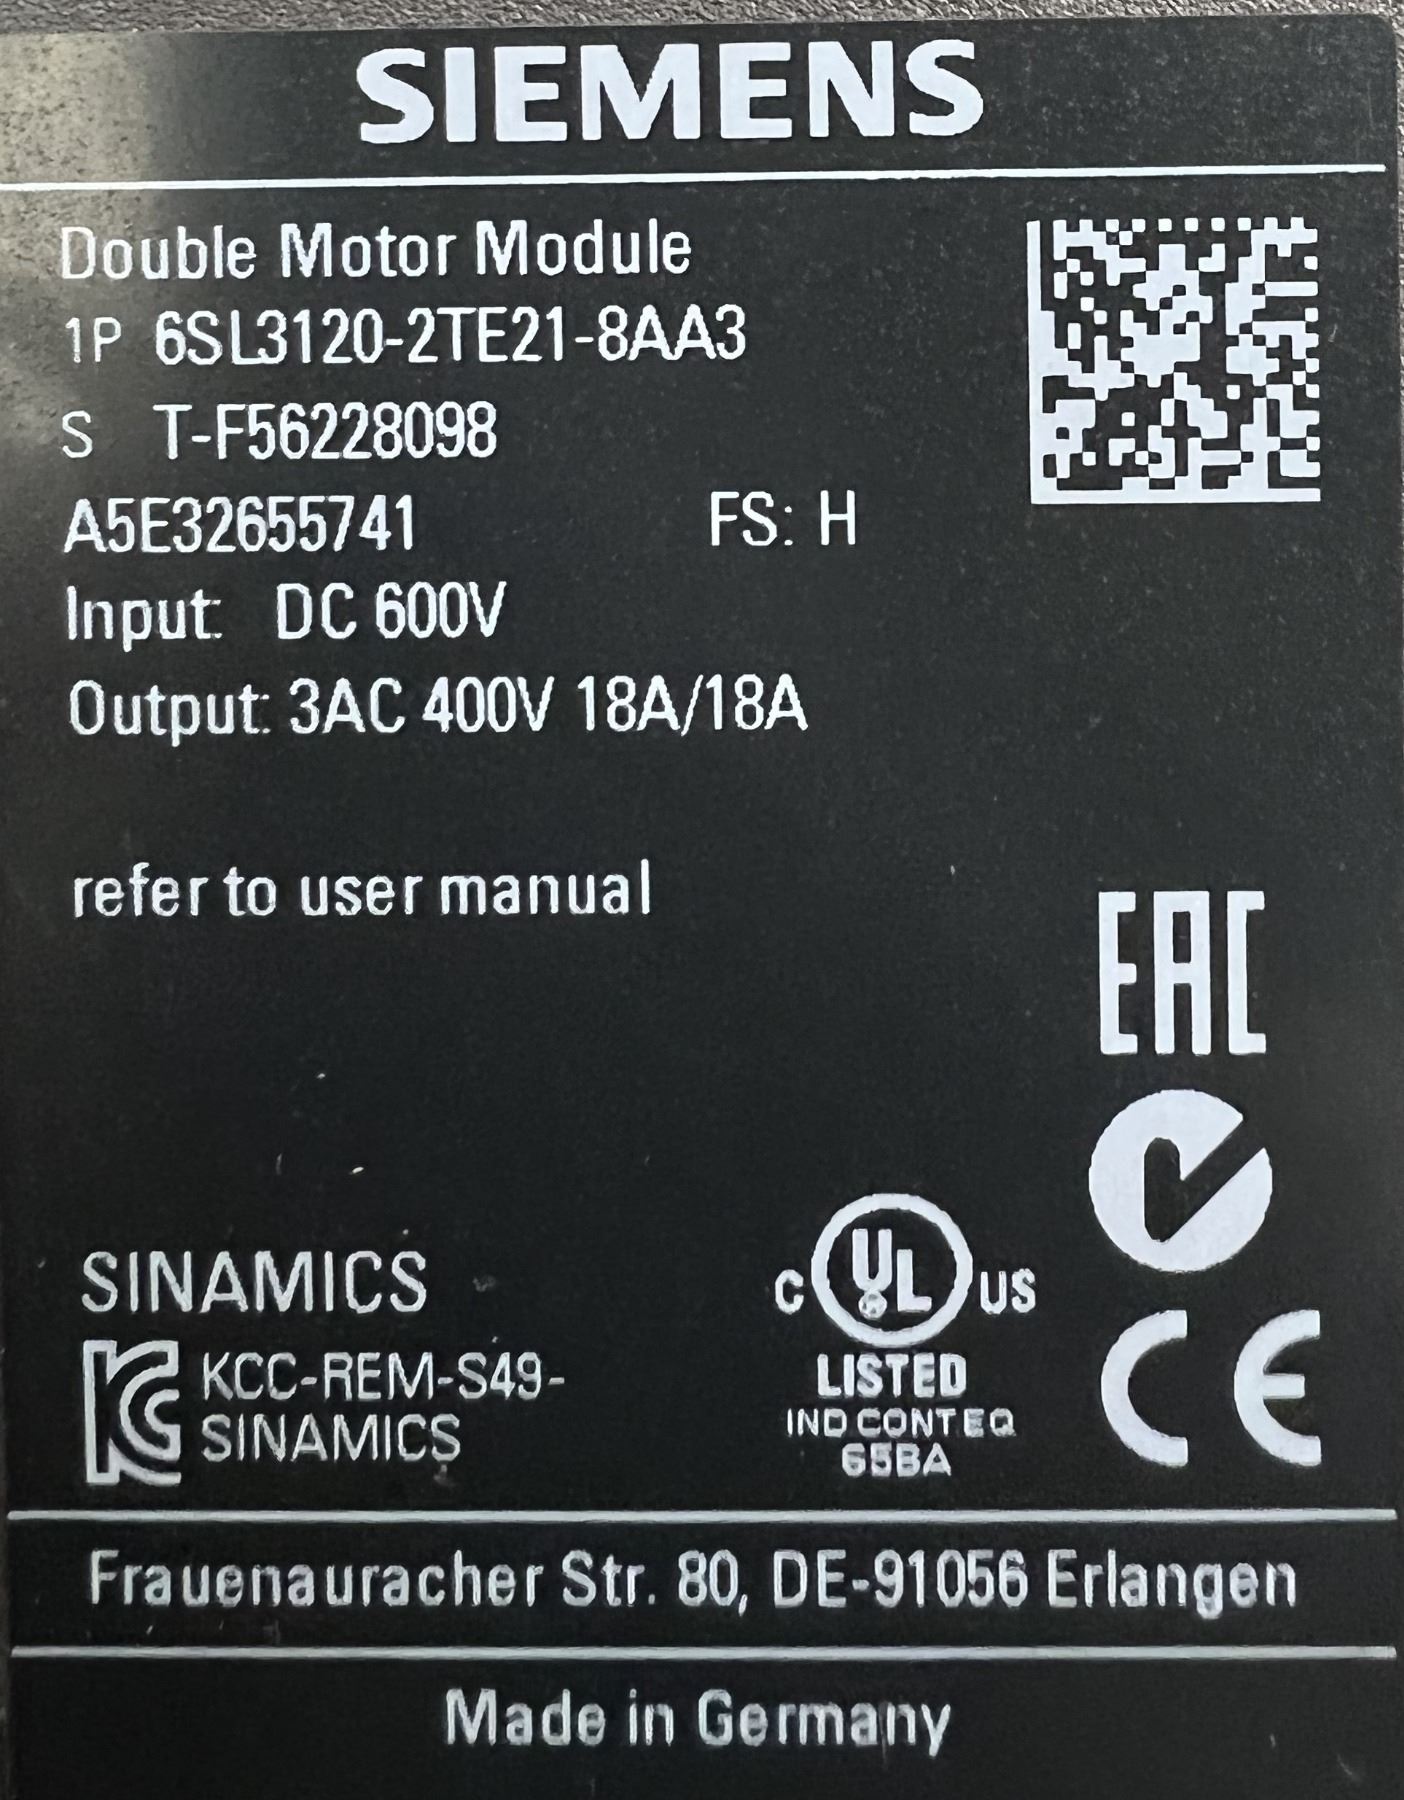 SIEMENS
Double Motor Module
1P 6SL3120-2TE21-8AA3
S T-F56228098
A5E32655741 FS: H
Input: DC 600V
Output: 3AC 400V 18A/18A
refer to user manual
EAC
SINAMICS
C UL US
KCC-REM-S49-
SINAMICS
LISTED
IND CONT EQ
65BA
CE
Frauenauracher Str. 80, DE-91056 Erlangen
Made in Germany